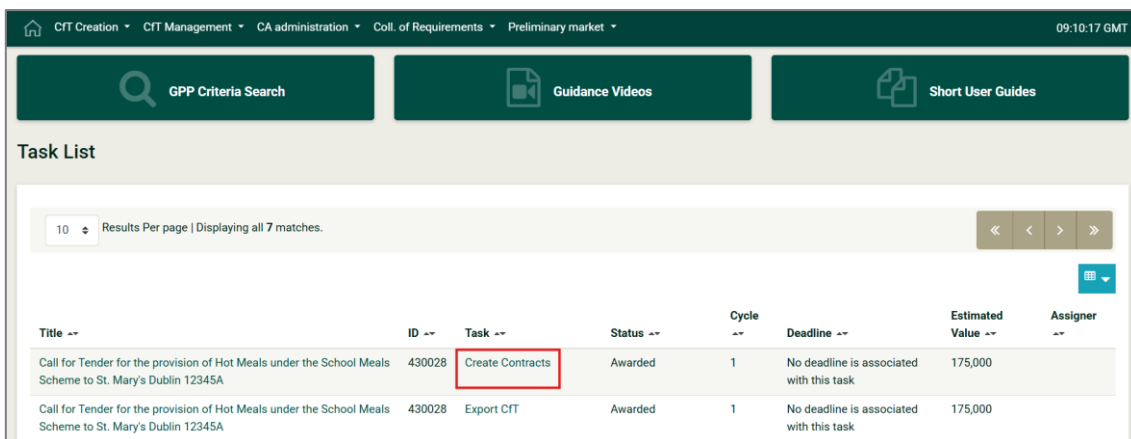 CfT Creation CfT Management CA administration Coll. of Requirements Preliminary market 09:10:17 GMT
GPP Criteria Search Guidance Videos Short User Guides
Task List
10 Results Per page | Displaying all 7 matches.
« < > »
Cycle Estimated Assigner
Title ID Task Status Deadline Value
Call for Tender for the provision of Hot Meals under the School Meals 430028 Create Contracts Awarded 1 No deadline is associated 175,000
Scheme to St. Mary's Dublin 12345A with this task
Call for Tender for the provision of Hot Meals under the School Meals 430028 Export CfT Awarded 1 No deadline is associated 175,000
Scheme to St. Mary's Dublin 12345A with this task